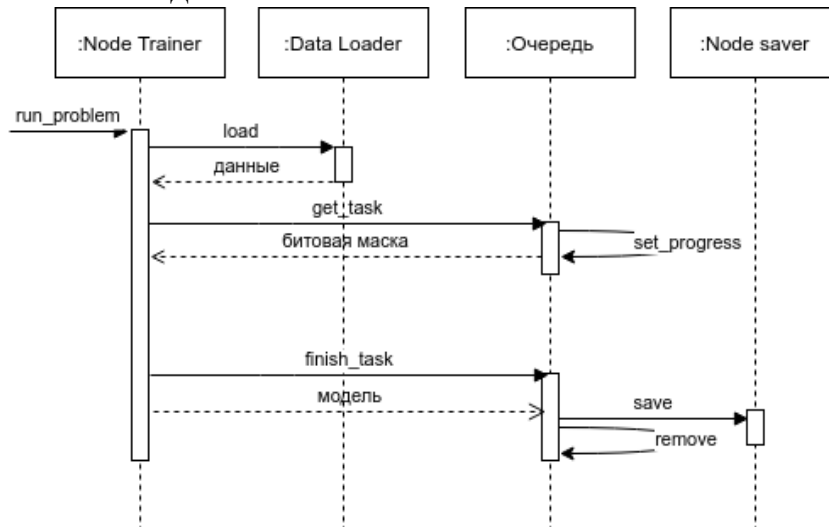 :Node Trainer
:Data Loader
:Очередь
:Node saver
run_problem
load
данные
get_task
битовая маска
set_progress
finish_task
модель
save
remove